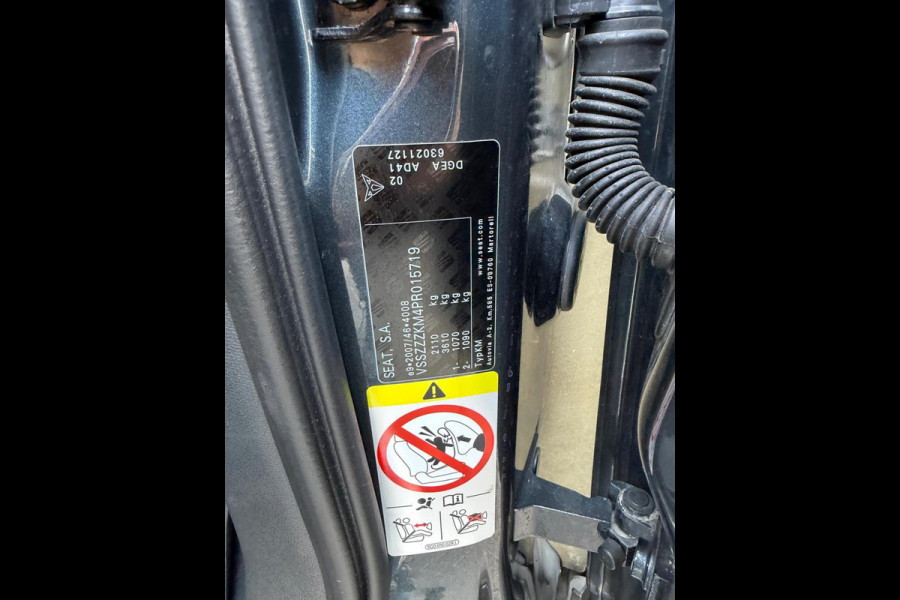 SEAT, S.A.
e9*2007/46*4008
VSSZZZKM4PR015719
2110 kg
3610 kg
1- 1070 kg
2- 1090 kg
TypKM
www.seat.com
Autovia A-2, Km.585 ES-08760 Martorell
02
AD41
63021127
DGEA